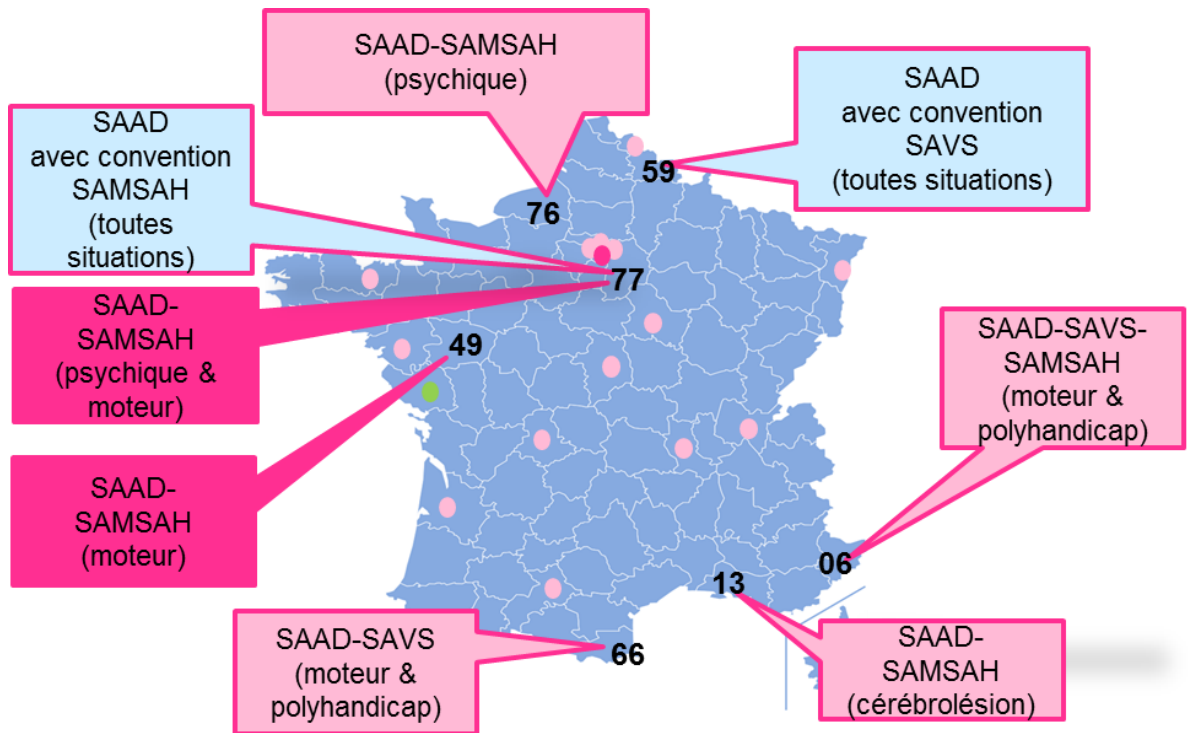 SAAD-SAMSAH
(psychique)
SAAD
avec convention
SAVS
(toutes situations)
SAAD
avec convention
SAMSAH
(toutes
situations)
59
76
77
SAAD-
SAMSAH
(psychique &
moteur)
49
SAAD-SAVS-
SAMSAH
(moteur &
polyhandicap)
SAAD-
SAMSAH
(moteur)
06
13
SAAD-SAVS
(moteur &
polyhandicap)
66
SAAD-
SAMSAH
(cérébrolésion)